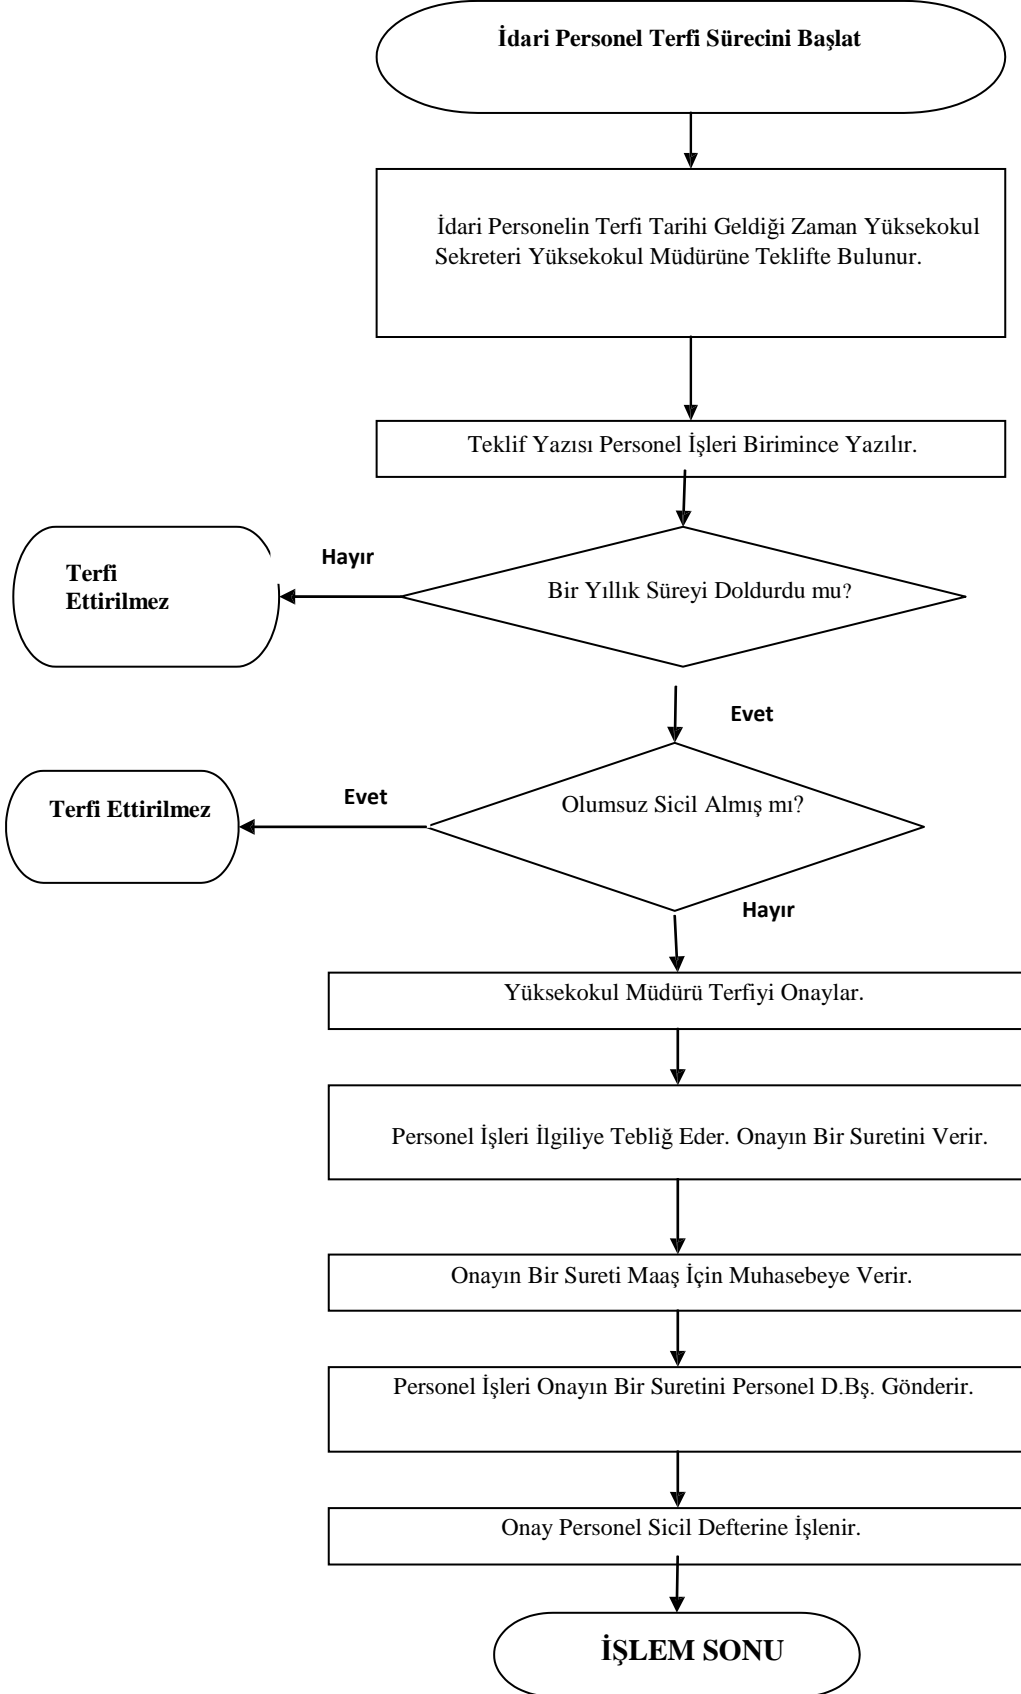 İdari Personel Terfi Sürecini Başlat
İdari Personelin Terfi Tarihi Geldiği Zaman Yüksekokul
Sekreteri Yüksekokul Müdürüne Teklifte Bulunur.
Teklif Yazısı Personel İşleri Birimince Yazılır.
Hayır
Terfi
Ettirilmez
Bir Yıllık Süreyi Doldurdu mu?
Evet
Terfi Ettirilmez
Evet
Olumsuz Sicil Almış mı?
Hayır
Yüksekokul Müdürü Terfiyi Onaylar.
Personel İşleri İlgiliye Tebliğ Eder. Onayın Bir Suretini Verir.
Onayın Bir Sureti Maaş İçin Muhasebeye Verir.
Personel İşleri Onayın Bir Suretini Personel D.Bş. Gönderir.
Onay Personel Sicil Defterine İşlenir.
İŞLEM SONU